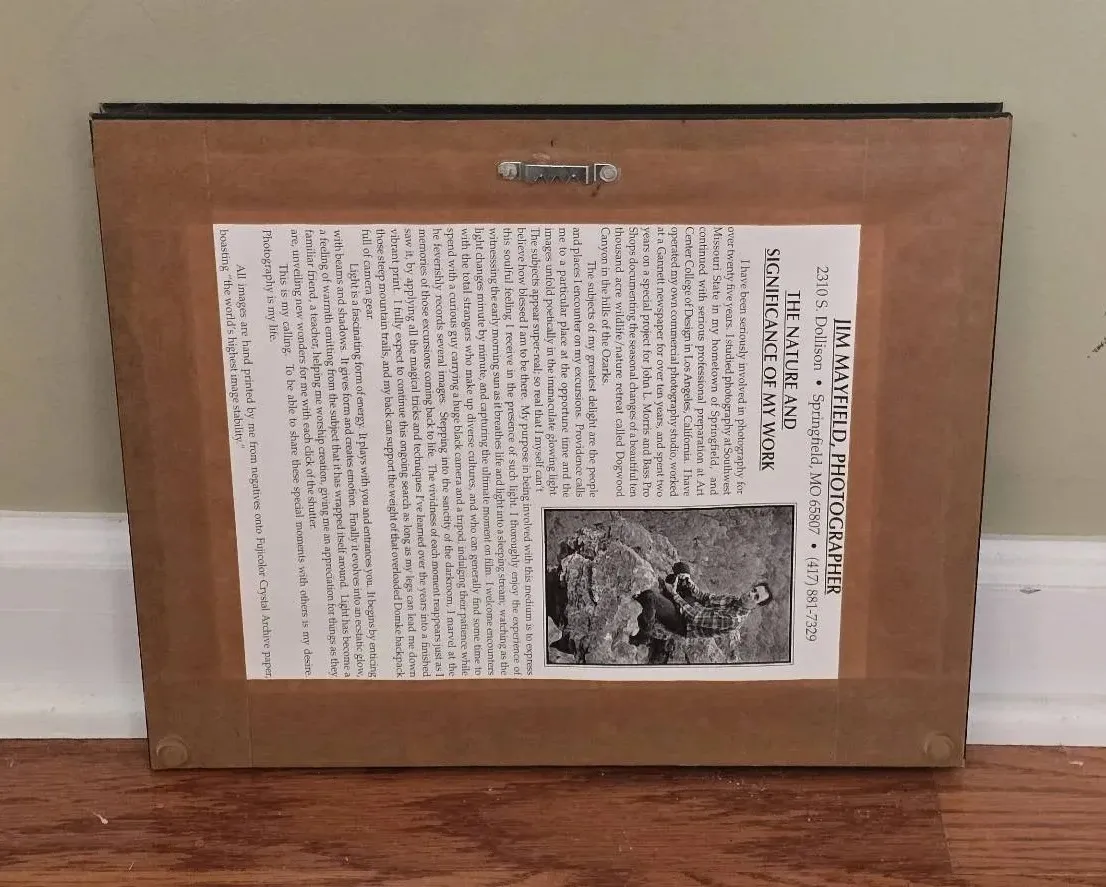 JIM MAYFIELD, PHOTOGRAPHER
2310 S. Dollison • Springfield, MO 65807 • (417) 881-7329
THE NATURE AND
SIGNIFICANCE OF MY WORK
I have been seriously involved in photography for
over twenty five years. I studied photography at Southwest
Missouri State in my hometown of Springfield, and
continued with serious professional preparation at Art
Center College of Design in Los Angeles, California. I have
operated my own commercial photography studio, worked
at a Gannett newspaper for over ten years, and spent two
years on a special project for John L. Morris and Bass Pro
Shops documenting the seasonal changes of a beautiful ten
thousand acre wildlife/nature retreat called Dogwood
Canyon in the hills of the Ozarks.
The subjects of my greatest delight are the people
and places I encounter on my excursions. Providence calls
me to a particular place at the opportune time and the
images unfold poetically in the immaculate glowing light.
The subjects appear super-real; so real that I myself can't
believe how blessed I am to be there. My purpose in being involved with this medium is to express
this soulful feeling I receive in the presence of such light. I thoroughly enjoy the experience of
witnessing the early morning sun as it breathes life and light into a sleeping stream, watching as the
light changes minute by minute, and capturing the ultimate moment on film. I welcome encounters
with the total strangers who make up diverse cultures, and who can generally find some time to
spend with a curious guy carrying a huge black camera and a tripod, indulging their patience while
he feverishly records several images. Stepping into the sanctity of the darkroom, I marvel at the
memories of those excursions coming back to life. The vividness of each moment reappears just as I
saw it, by applying all the magical tricks and techniques I've learned over the years into a finished
vibrant print. I fully expect to continue this ongoing search as long as my legs can lead me down
those steep mountain trails, and my back can support the weight of that overloaded Domke backpack
full of camera gear.
Light is a fascinating form of energy. It plays with you and entrances you. It begins by enticing
with beams and shadows. It gives form and creates emotion. Finally it evolves into an ecstatic glow,
a feeling of warmth emitting from the subject that it has wrapped itself around. Light has become a
familiar friend, a teacher, helping me worship creation, giving me an appreciation for things as they
are, unveiling new wonders for me with each click of the shutter.
This is my calling. To be able to share these special moments with others is my desire.
Photography is my life.
All images are hand printed by me from negatives onto Fujicolor Crystal Archive paper,
boasting "the world's highest image stability."